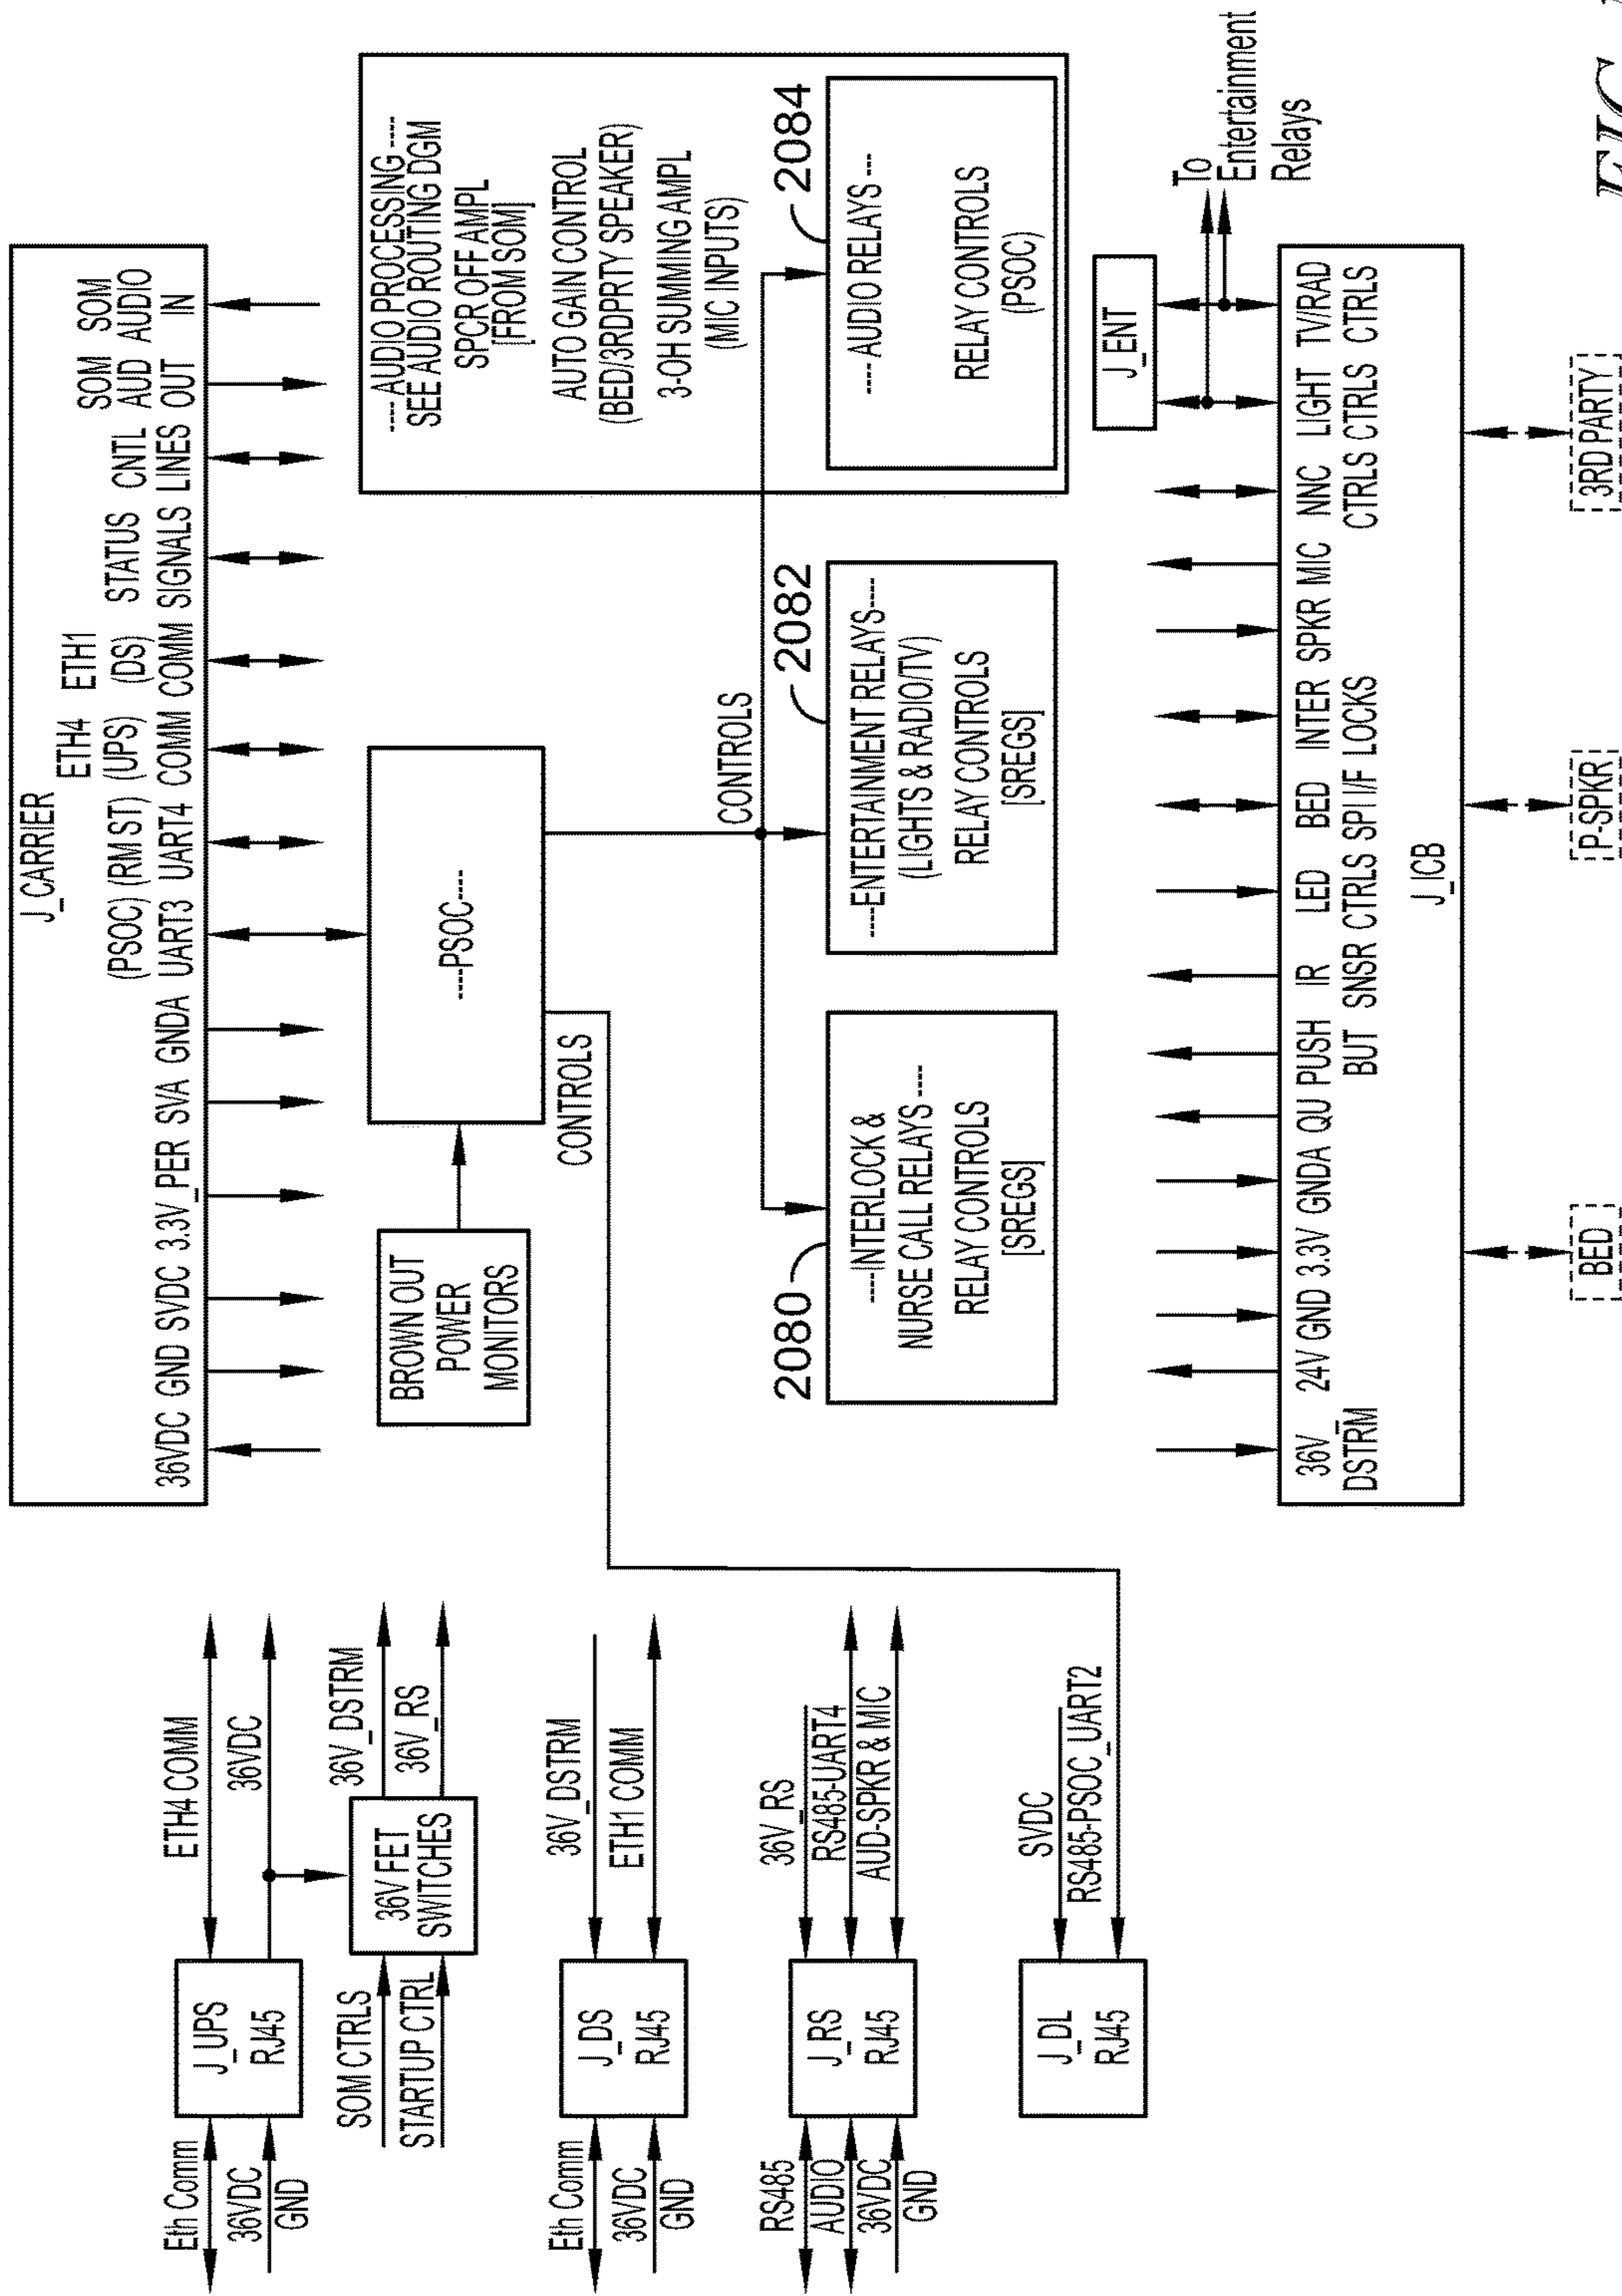 J_CARRIER
36VDC GND SVDC 3.3V_PER SVA GNDA
(PSOC)
UART3
(RM ST)
UART4
ETH4
(UPS)
COMM
ETH1
(DS)
COMM
STATUS
SIGNALS
CNTL
LINES
SOM
AUD
OUT
SOM
AUDIO
IN
Eth Comm
36VDC
GND
J_UPS
RJ45
ETH4 COMM
36VDC
SOM CTRLS
STARTUP CTRL
36V FET
SWITCHES
36V_DSTRM
36V_RS
Eth Comm
36VDC
GND
J_DS
RJ45
36V_DSTRM
ETH1 COMM
RS485
AUDIO
36VDC
GND
J_RS
RJ45
36V_RS
RS485-UART4
AUD-SPKR & MIC
J_DL
RJ45
SVDC
RS485-PSOC_UART2
BROWN OUT
POWER
MONITORS
----PSOC----
CONTROLS
CONTROLS
---- AUDIO PROCESSING ----
SEE AUDIO ROUTING DGM
SPCR OFF AMPL
[FROM SOM]
AUTO GAIN CONTROL
(BED/3RDPRTY SPEAKER)
3-OH SUMMING AMPL
(MIC INPUTS)
2080
----INTERLOCK &
NURSE CALL RELAYS ----
RELAY CONTROLS
[SREGS]
2082
----ENTERTAINMENT RELAYS----
(LIGHTS & RADIO/TV)
RELAY CONTROLS
[SREGS]
2084
---- AUDIO RELAYS ----
RELAY CONTROLS
(PSOC)
J_ENT
To
Entertainment
Relays
36V
DSTRM
24V GND 3.3V GNDA QU
PUSH
BUT
IR
SNSR
LED
CTRLS
BED
SPI I/F
INTER
LOCKS
SPKR MIC
NNC
CTRLS
LIGHT
CTRLS
TV/RAD
CTRLS
J_ICB
BED
P-SPKR
3RD PARTY